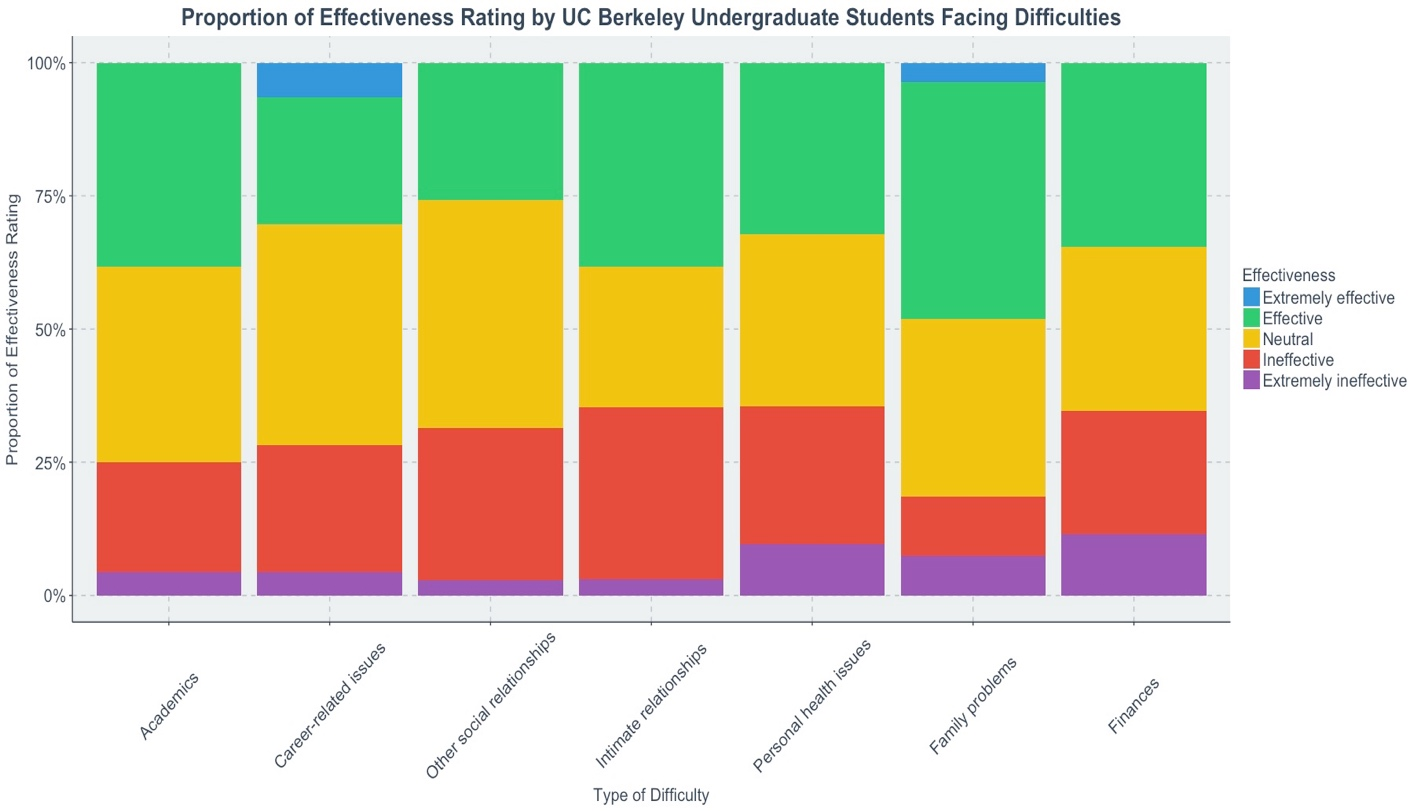 Proportion of Effectiveness Rating by UC Berkeley Undergraduate Students Facing Difficulties
Proportion of Effectiveness Rating
100%
75%
50%
25%
0%
Academics
Career-related issues
Other social relationships
Intimate relationships
Personal health issues
Family problems
Finances
Type of Difficulty
Effectiveness
Extremely effective
Effective
Neutral
Ineffective
Extremely ineffective